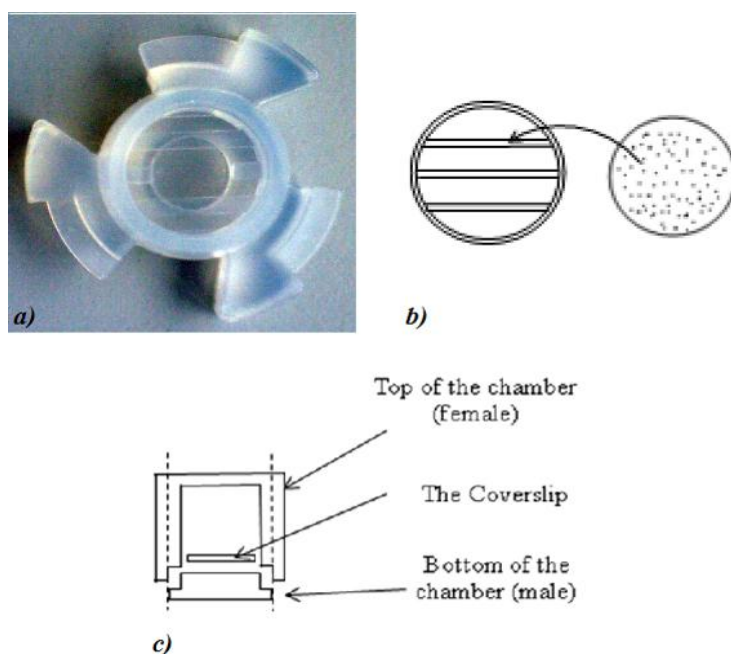 a)
b)
Top of the chamber
(female)
The Coverslip
Bottom of the
chamber (male)
c)